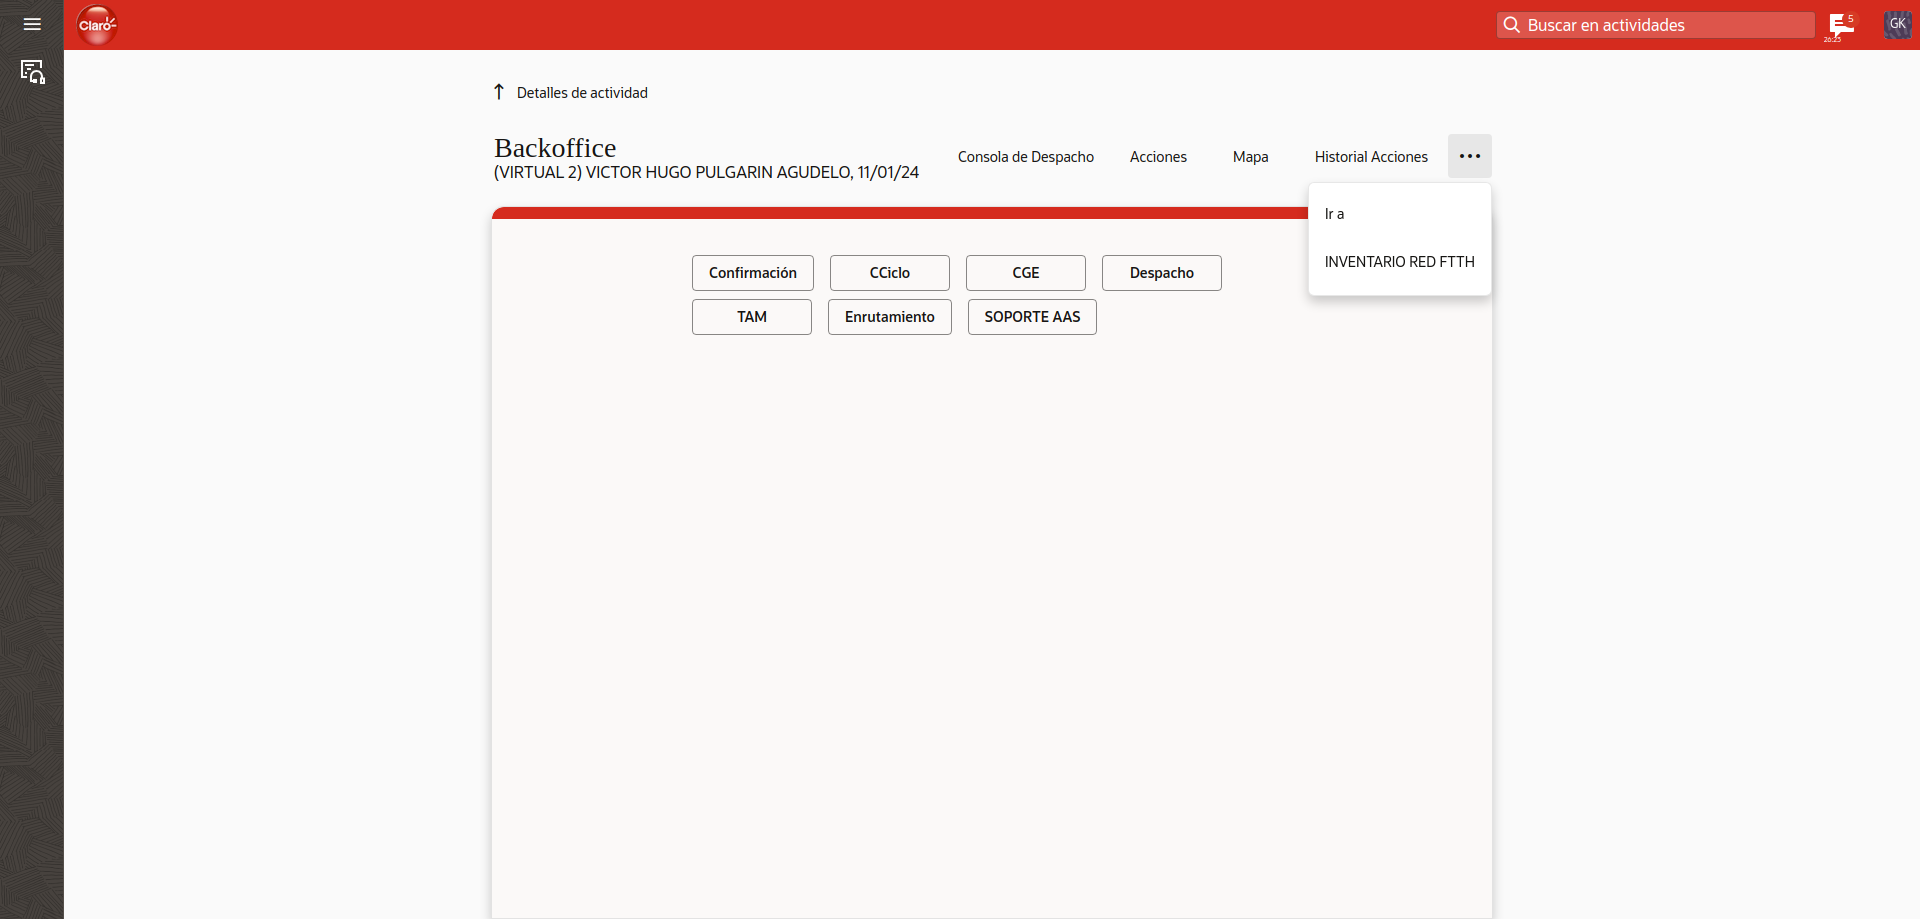 Claro
Buscar en actividades
5
26:25
GK
Detalles de actividad
Backoffice
(VIRTUAL 2) VICTOR HUGO PULGARIN AGUDELO, 11/01/24
Consola de Despacho
Acciones
Mapa
Historial Acciones
Ir a
INVENTARIO RED FTTH
Confirmación
CCiclo
CGE
Despacho
TAM
Enrutamiento
SOPORTE AAS